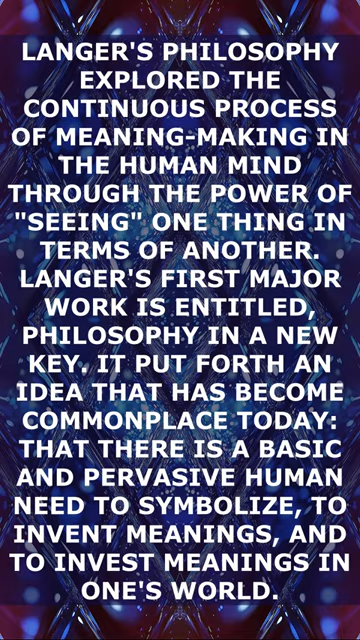 LANGER'S PHILOSOPHY
EXPLORED THE
CONTINUOUS PROCESS
OF MEANING-MAKING IN
THE HUMAN MIND
THROUGH THE POWER OF
"SEEING" ONE THING IN
TERMS OF ANOTHER.
LANGER'S FIRST MAJOR
WORK IS ENTITLED,
PHILOSOPHY IN A NEW
KEY. IT PUT FORTH AN
IDEA THAT HAS BECOME
COMMONPLACE TODAY:
THAT THERE IS A BASIC
AND PERVASIVE HUMAN
NEED TO SYMBOLIZE, TO
INVENT MEANINGS, AND
TO INVEST MEANINGS IN
ONE'S WORLD.